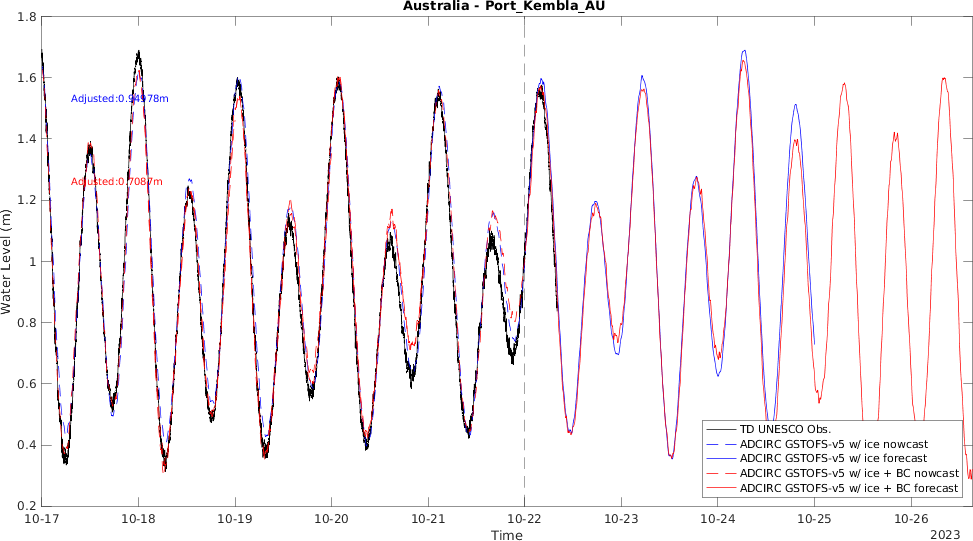 Australia - Port_Kembla_AU
1.8
1.6
1.4
1.2
1
0.8
0.6
0.4
0.2
Water Level (m)
Adjusted:0.94978m
Adjusted:0.7087m
TD UNESCO Obs.
ADCIRC GSTOFS-v5 w/ ice nowcast
ADCIRC GSTOFS-v5 w/ ice forecast
ADCIRC GSTOFS-v5 w/ ice + BC nowcast
ADCIRC GSTOFS-v5 w/ ice + BC forecast
10-17 10-18 10-19 10-20 10-21 10-22 10-23 10-24 10-25 10-26
Time
2023